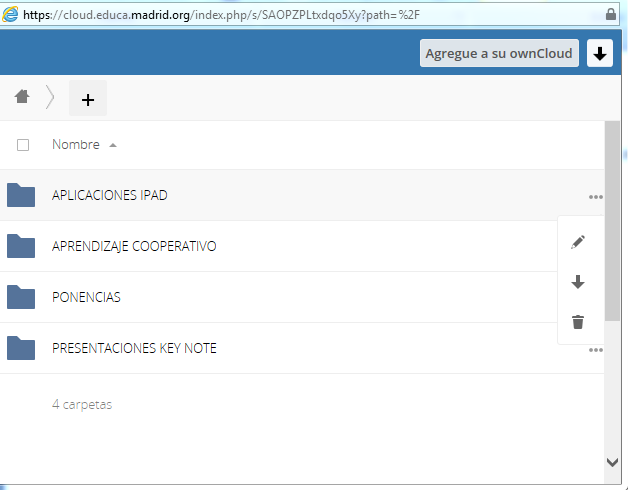 https://cloud.educa.madrid.org/index.php/s/SAOPZPLtxdqo5Xy?path=%2F
Agregue a su ownCloud
Nombre
APLICACIONES IPAD
APRENDIZAJE COOPERATIVO
PONENCIAS
PRESENTACIONES KEY NOTE
4 carpetas